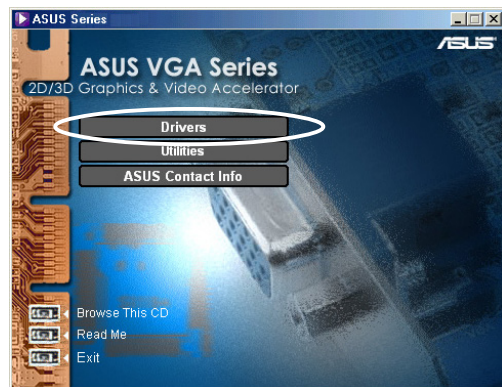 ASUS Series
ASUS
ASUS VGA Series
2D/3D Graphics & Video Accelerator
Drivers
Utilities
ASUS Contact Info
Browse This CD
Read Me
Exit